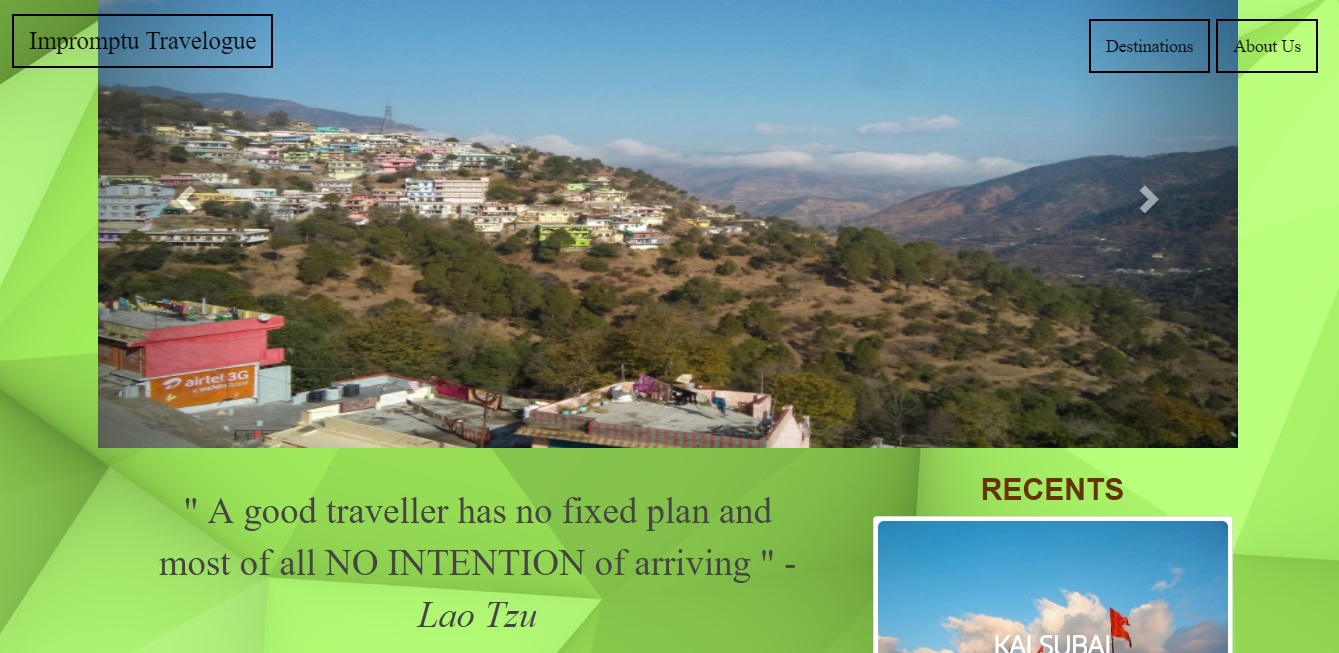 Impromptu Travelogue
Destinations
About Us
airtel 3G
" A good traveller has no fixed plan and
most of all NO INTENTION of arriving " -
Lao Tzu
RECENTS
KALSUBAI